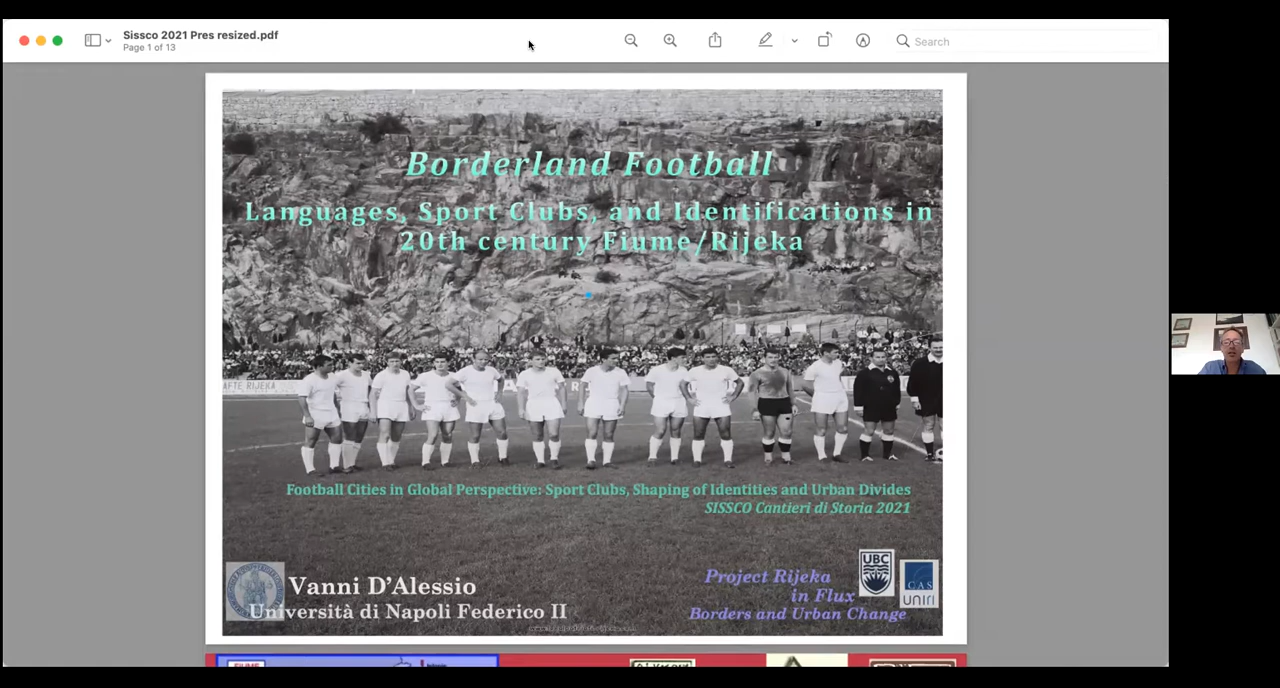 Sissco 2021 Pres resized.pdf
Page 1 of 13
Search
Borderland Football
Languages, Sport Clubs, and Identifications in
20th century Fiume/Rijeka
AFTE RIJEKA
Football Cities in Global Perspective: Sport Clubs, Shaping of Identities and Urban Divides
SISSCO Cantieri di Storia 2021
Vanni D'Alessio
Università di Napoli Federico II
Project Rijeka
in Flux
Borders and Urban Change
UBC
CAS
UNIRI
FIUME